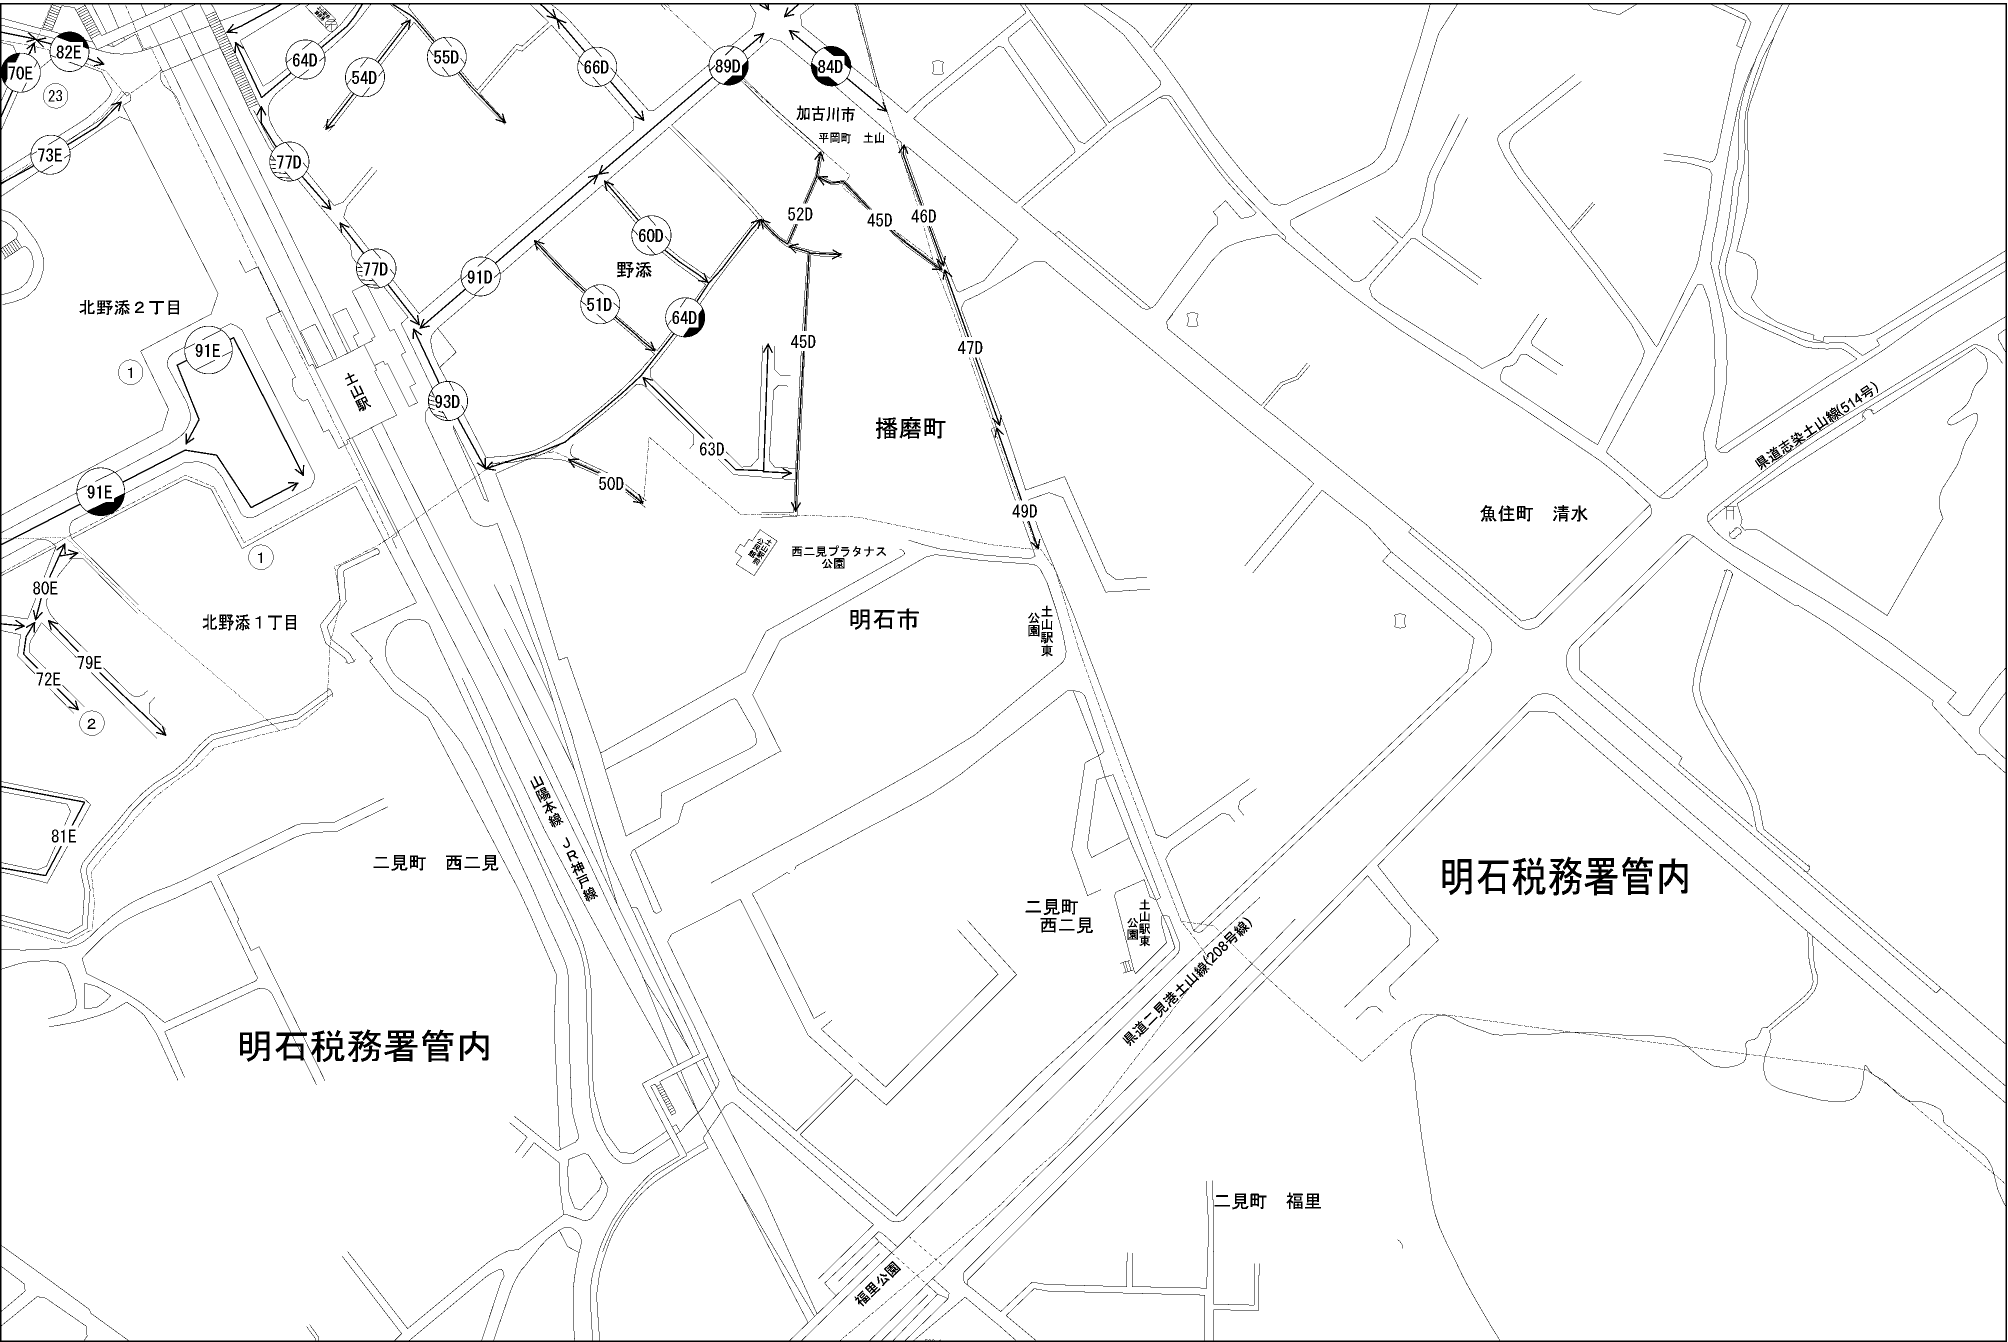 82E
70E
23
64D
54D
55D
66D
89D
84D
加古川市
平岡町　土山
73E
77D
52D
45D
46D
60D
野添
77D
91D
51D
64D
45D
47D
北野添２丁目
91E
1
土山駅
93D
播磨町
県道志染土山線(514号)
63D
50D
91E
49D
魚住町　清水
1
西二見プラタナス
公園
80E
北野添１丁目
明石市
土山駅東
公園
79E
72E
2
山陽本線　ＪＲ神戸線
81E
二見町　西二見
明石税務署管内
二見町
西二見
土山駅東
公園
県道二見港土山線(208号線)
明石税務署管内
二見町　福里
福里公園